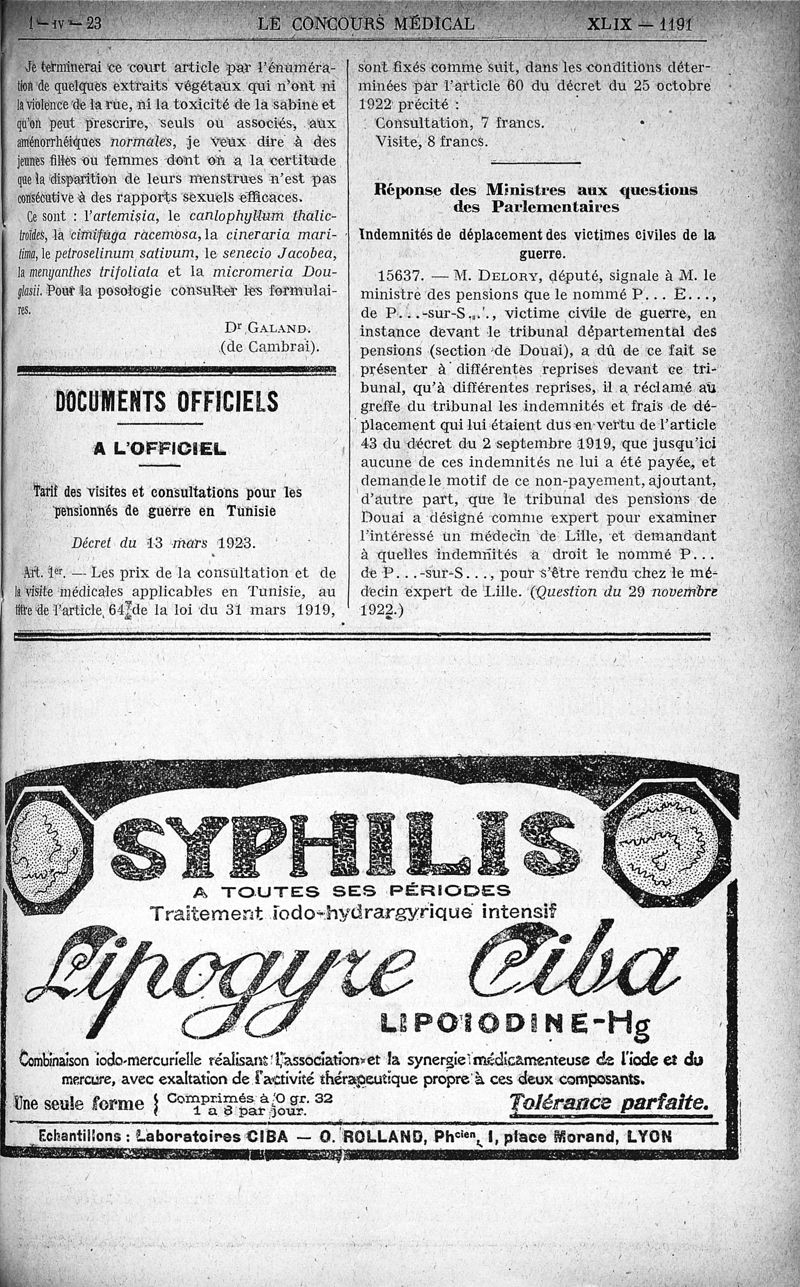 1 - IV - 23 LE CONCOURS MÉDICAL XLIX — 1191
Je terminerai ce court article par l'énuméra-
tion de quelques extraits végétaux qui n'ont ni
la violence de la rue, ni la toxicité de la sabine et
qu'on peut prescrire, seuls ou associés, aux
aménorrhéiques normales, je veux dire à des
jeunes filles ou femmes dont on a la certitude
que la disparition de leurs menstrues n'est pas
consécutive à des rapports sexuels efficaces.
Ce sont : l'artemisia, le canlophyllum thalic-
troïdes, la cimifuga racemosa, la cineraria mari-
tima, le petroselinum sativum, le senecio Jacobea,
la menyanthes trifoliata et la micromeria Dou-
glasii. Pour la posologie consulter les formulai-
res.
Dr GALAND.
(de Cambrai).
DOCUMENTS OFFICIELS
A L'OFFICIEL
Tarif des visites et consultations pour les
pensionnés de guerre en Tunisie
Décret du 13 mars 1923.
Art. 1er. — Les prix de la consultation et de
la visite médicales applicables en Tunisie, au
titre de l'article 64 de la loi du 31 mars 1919,
sont fixés comme suit, dans les conditions déter-
minées par l'article 60 du décret du 25 octobre
1922 précité :
Consultation, 7 francs.
Visite, 8 francs.
Réponse des Ministres aux questions
des Parlementaires
Indemnités de déplacement des victimes civiles de la
guerre.
15637. — M. DELORY, député, signale à M. le
ministre des pensions que le nommé P... E...,
de P...-sur-S..., victime civile de guerre, en
instance devant le tribunal départemental des
pensions (section de Douai), a dû de ce fait se
présenter à différentes reprises devant ce tri-
bunal, qu'à différentes reprises, il a réclamé au
greffe du tribunal les indemnités et frais de dé-
placement qui lui étaient dus en vertu de l'article
43 du décret du 2 septembre 1919, que jusqu'ici
aucune de ces indemnités ne lui a été payée, et
demande le motif de ce non-payement, ajoutant,
d'autre part, que le tribunal des pensions de
Douai a désigné comme expert pour examiner
l'intéressé un médecin de Lille, et demandant
à quelles indemnités a droit le nommé P...
de P...-sur-S..., pour s'être rendu chez le mé-
decin expert de Lille. (Question du 29 novembre
1922.)
SYPHILIS
A TOUTES SES PÉRIODES
Traitement iodo-hydrargyrique intensif
Lipogyre Ciba
LIPOIODINE-Hg
Combinaison iodo-mercurielle réalisant l'association et la synergie médicamenteuse de l'iode et du
mercure, avec exaltation de l'activité thérapeutique propre à ces deux composants.
Une seule forme { Comprimés à 0 gr. 32
1 à 8 par jour. Tolérance parfaite.
Echantillons : Laboratoires CIBA — O. ROLLAND, Phcien, 1, place Morand, LYON